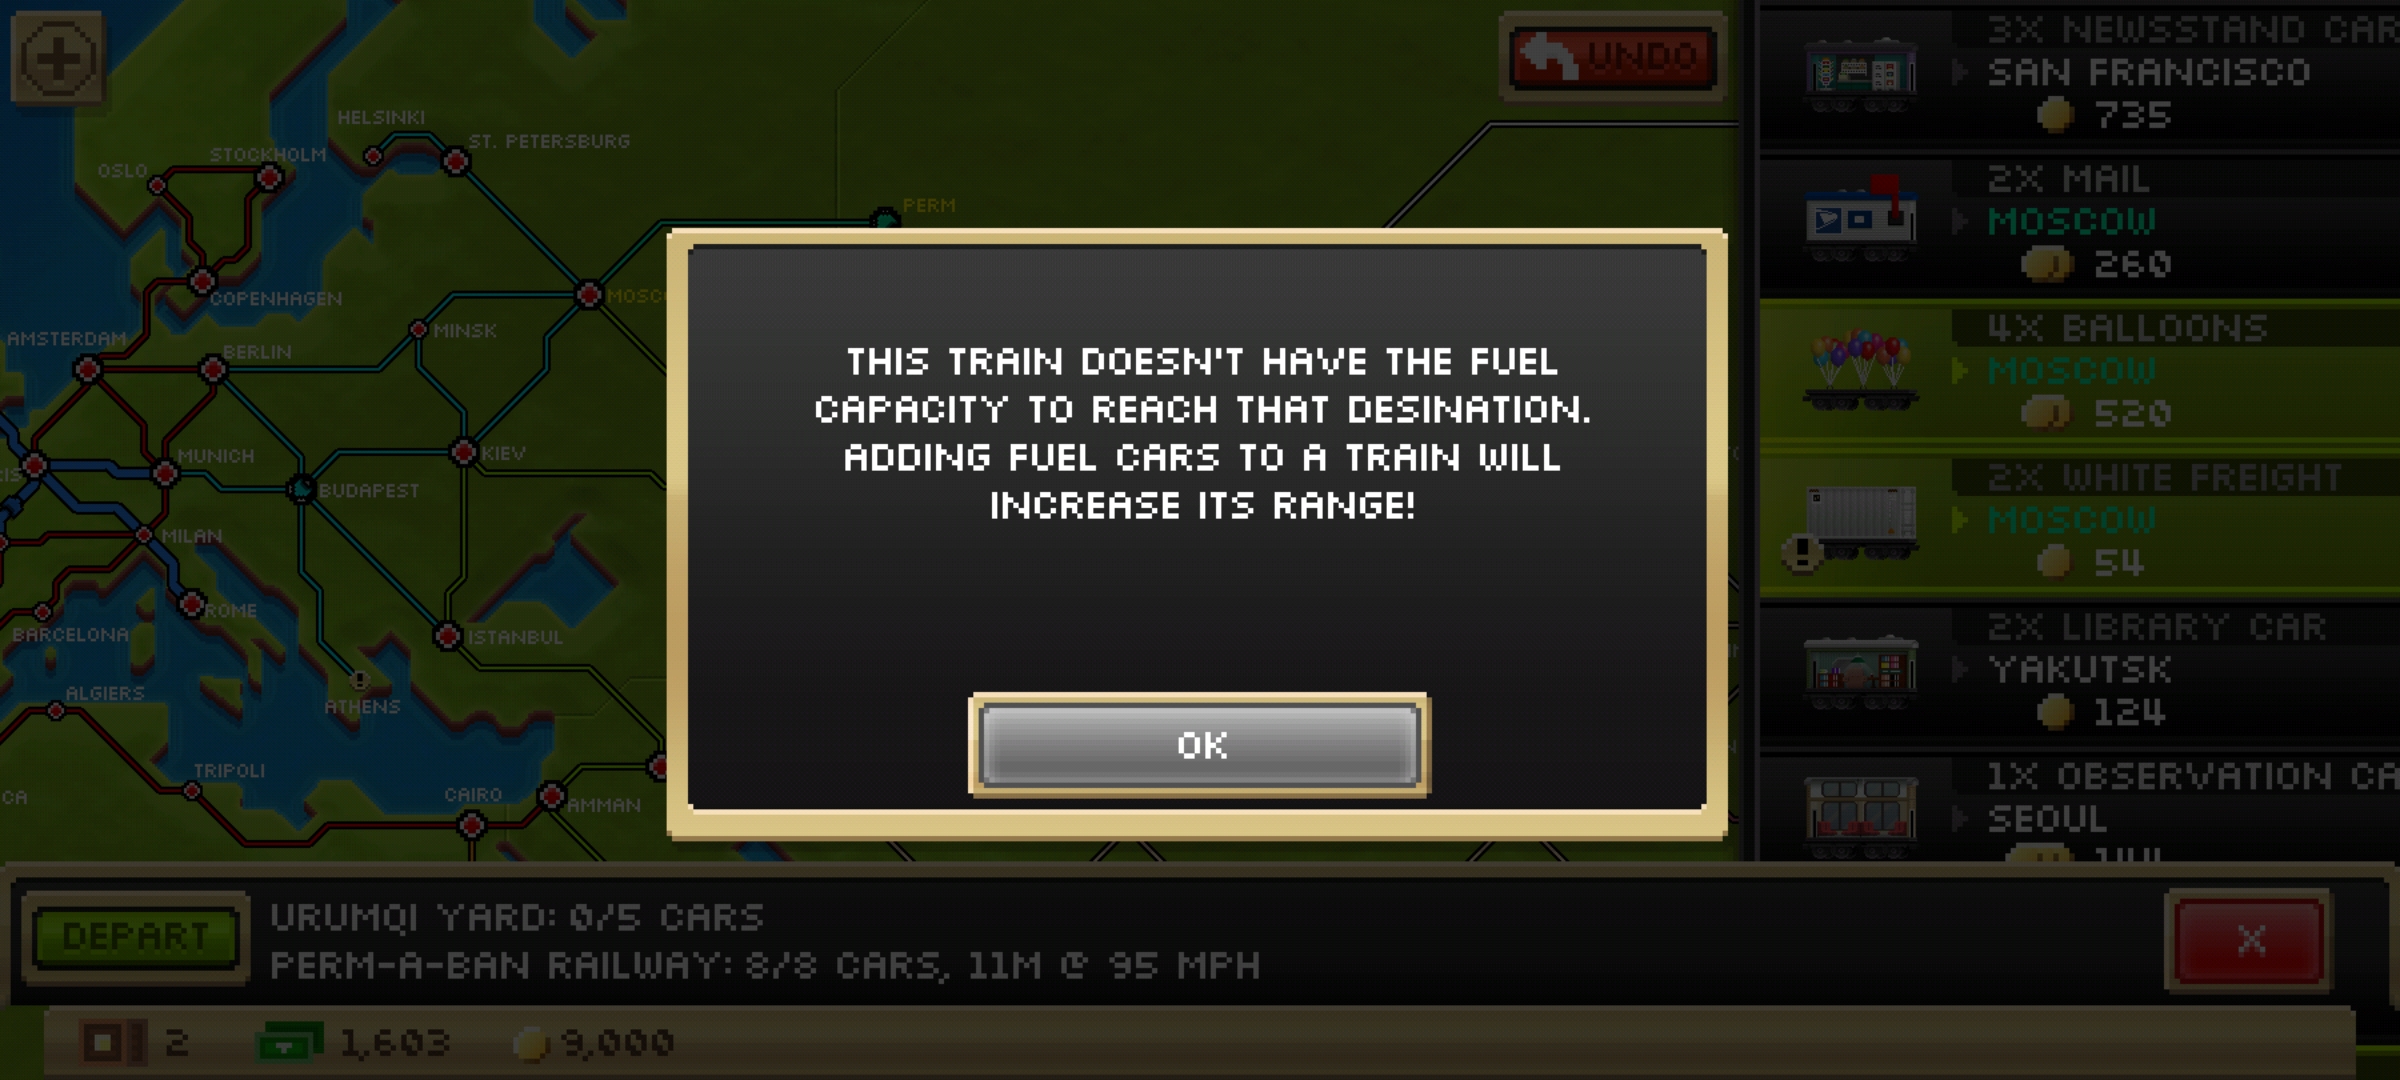 UNDO
HELSINKI
ST. PETERSBURG
STOCKHOLM
OSLO
PERM
COPENHAGEN
MINSK
AMSTERDAM
BERLIN
MUNICH
KIEV
BUDAPEST
MILAN
ROME
BARCELONA
ISTANBUL
ALGIERS
ATHENS
TRIPOLI
CAIRO
AMMAN
THIS TRAIN DOESN'T HAVE THE FUEL
CAPACITY TO REACH THAT DESINATION.
ADDING FUEL CARS TO A TRAIN WILL
INCREASE ITS RANGE!
OK
3X NEWSSTAND CAR
SAN FRANCISCO
735
2X MAIL
MOSCOW
260
4X BALLOONS
MOSCOW
520
2X WHITE FREIGHT
MOSCOW
54
2X LIBRARY CAR
YAKUTSK
124
1X OBSERVATION CA
SEOUL
DEPART
URUMQI YARD: 0/5 CARS
PERM-A-BAN RAILWAY: 8/8 CARS, 11M @ 95 MPH
X
2
1,603
9,000